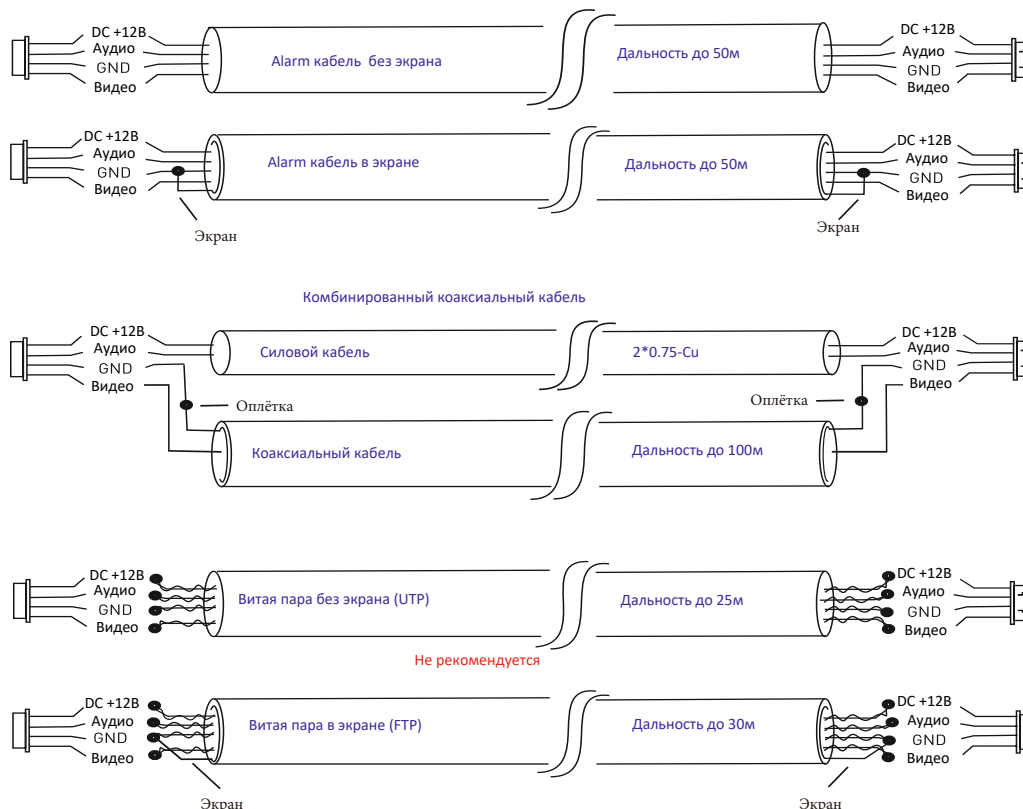 DC +12В
Аудио
GND
Видео
Alarm кабель без экрана
Дальность до 50м
DC +12В
Аудио
GND
Видео
DC +12В
Аудио
GND
Видео
Alarm кабель в экране
Дальность до 50м
DC +12В
Аудио
GND
Видео
Экран
Экран
Комбинированный коаксиальный кабель
DC +12В
Аудио
GND
Видео
Силовой кабель
2*0.75-Cu
DC +12В
Аудио
GND
Видео
Оплётка
Оплётка
Коаксиальный кабель
Дальность до 100м
DC +12В
Аудио
GND
Видео
Витая пара без экрана (UTP)
Дальность до 25м
DC +12В
Аудио
GND
Видео
Не рекомендуется
DC +12В
Аудио
GND
Видео
Витая пара в экране (FTP)
Дальность до 30м
DC +12В
Аудио
GND
Видео
Экран
Экран